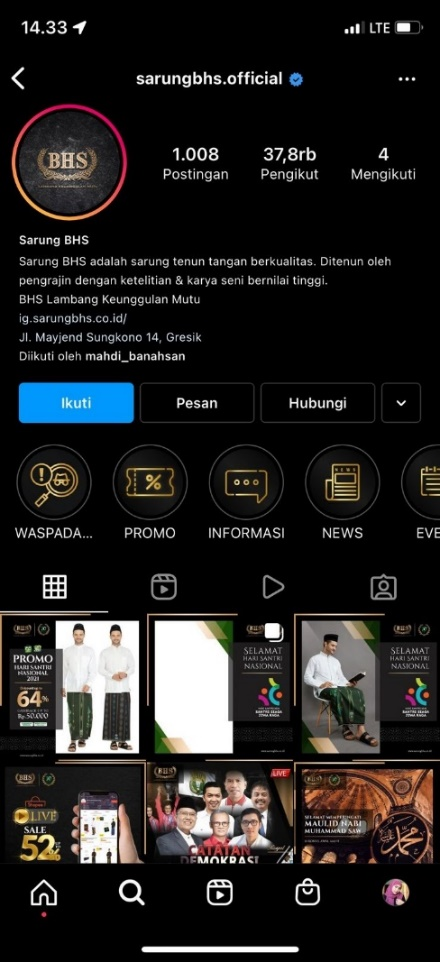 14.33
LTE
sarungbhs.official
BHS
1.008
Postingan
37,8rb
Pengikut
4
Mengikuti
Sarung BHS
Sarung BHS adalah sarung tenun tangan berkualitas. Ditenun oleh
pengrajin dengan ketelitian & karya seni bernilai tinggi.
BHS Lambang Keunggulan Mutu
ig.sarungbhs.co.id/
Jl. Mayjend Sungkono 14, Gresik
Diikuti oleh mahdi_banahsan
Ikuti
Pesan
Hubungi
NEWS
WASPADA...
PROMO
INFORMASI
NEWS
EVE
BHS
PROMO
HARI SANTRI
NASIONAL
2021
64%
Rp.50.000
SELAMAT
HARI SANTRI
NASIONAL
SELAMAT
HARI SANTRI
NASIONAL
BHS
LIVE
SALE
52%
BHS
LIVE
CATATAN
DEMOKRASI
SELAMAT MEMPERINGATI
MAULID NABI
MUHAMMAD SAW
محمد